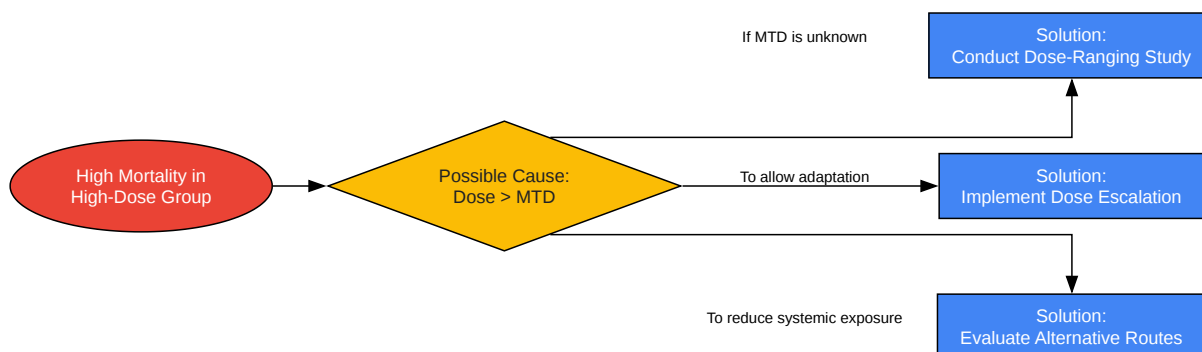 High Mortality in
High-Dose Group
Possible Cause:
Dose > MTD
If MTD is unknown
Solution:
Conduct Dose-Ranging Study
To allow adaptation
Solution:
Implement Dose Escalation
To reduce systemic exposure
Solution:
Evaluate Alternative Routes